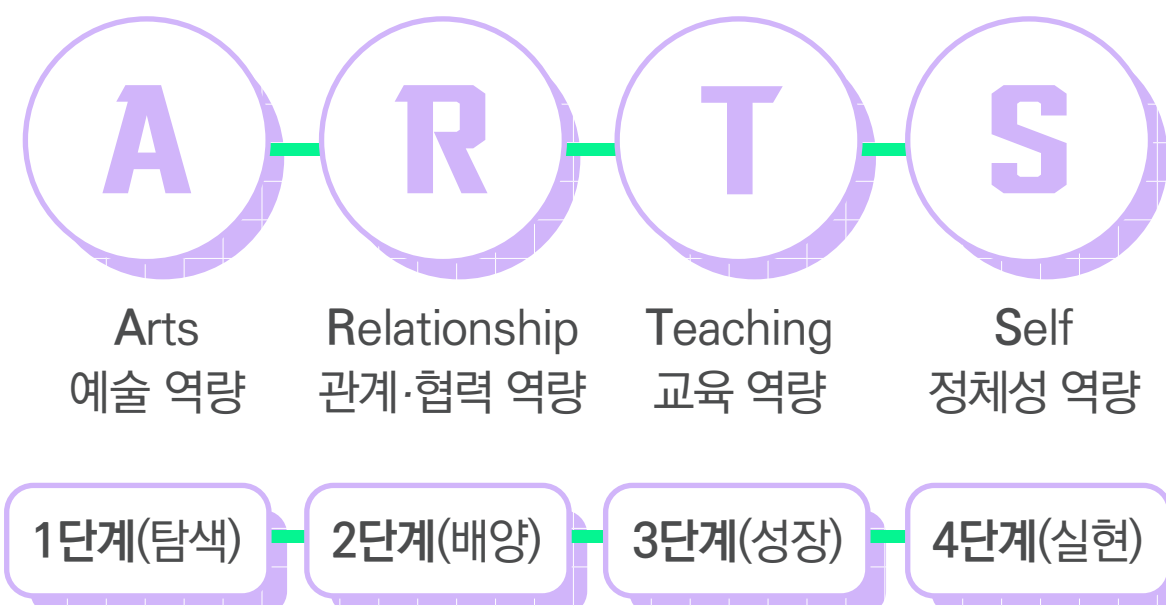 A R T S
Arts Relationship Teaching Self
예술 역량 관계·협력 역량 교육 역량 정체성 역량
1단계(탐색) 2단계(배양) 3단계(성장) 4단계(실현)